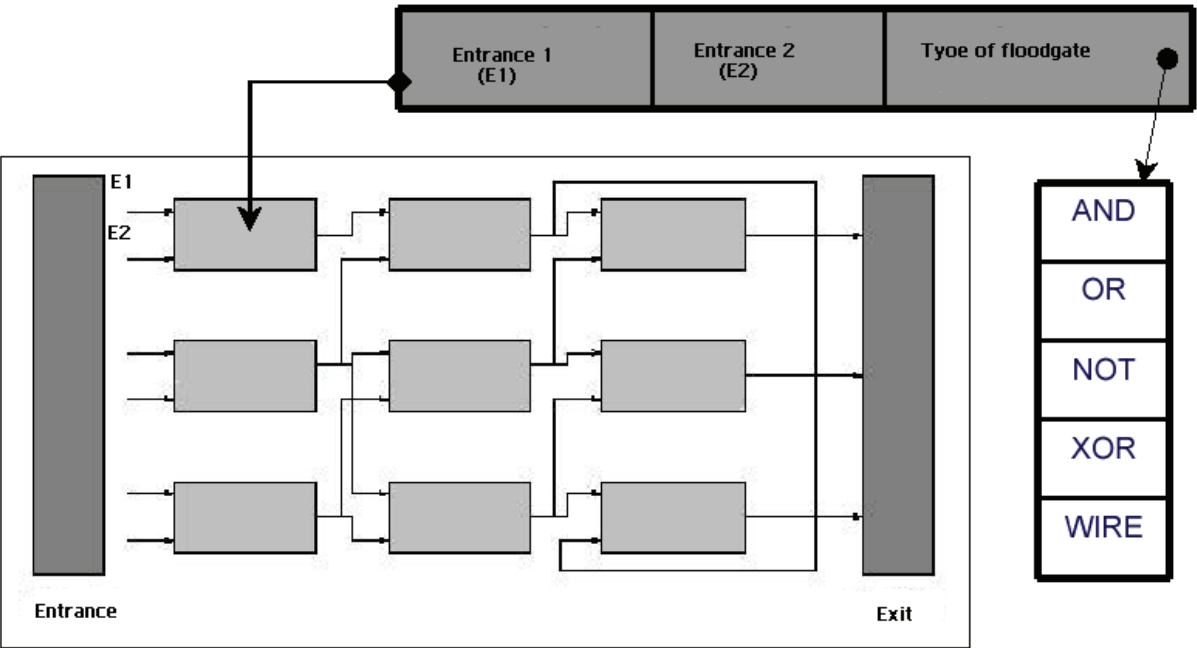 Entrance 1
(E1)
Entrance 2
(E2)
Tyoe of floodgate
E1
E2
AND
OR
NOT
XOR
WIRE
Entrance
Exit